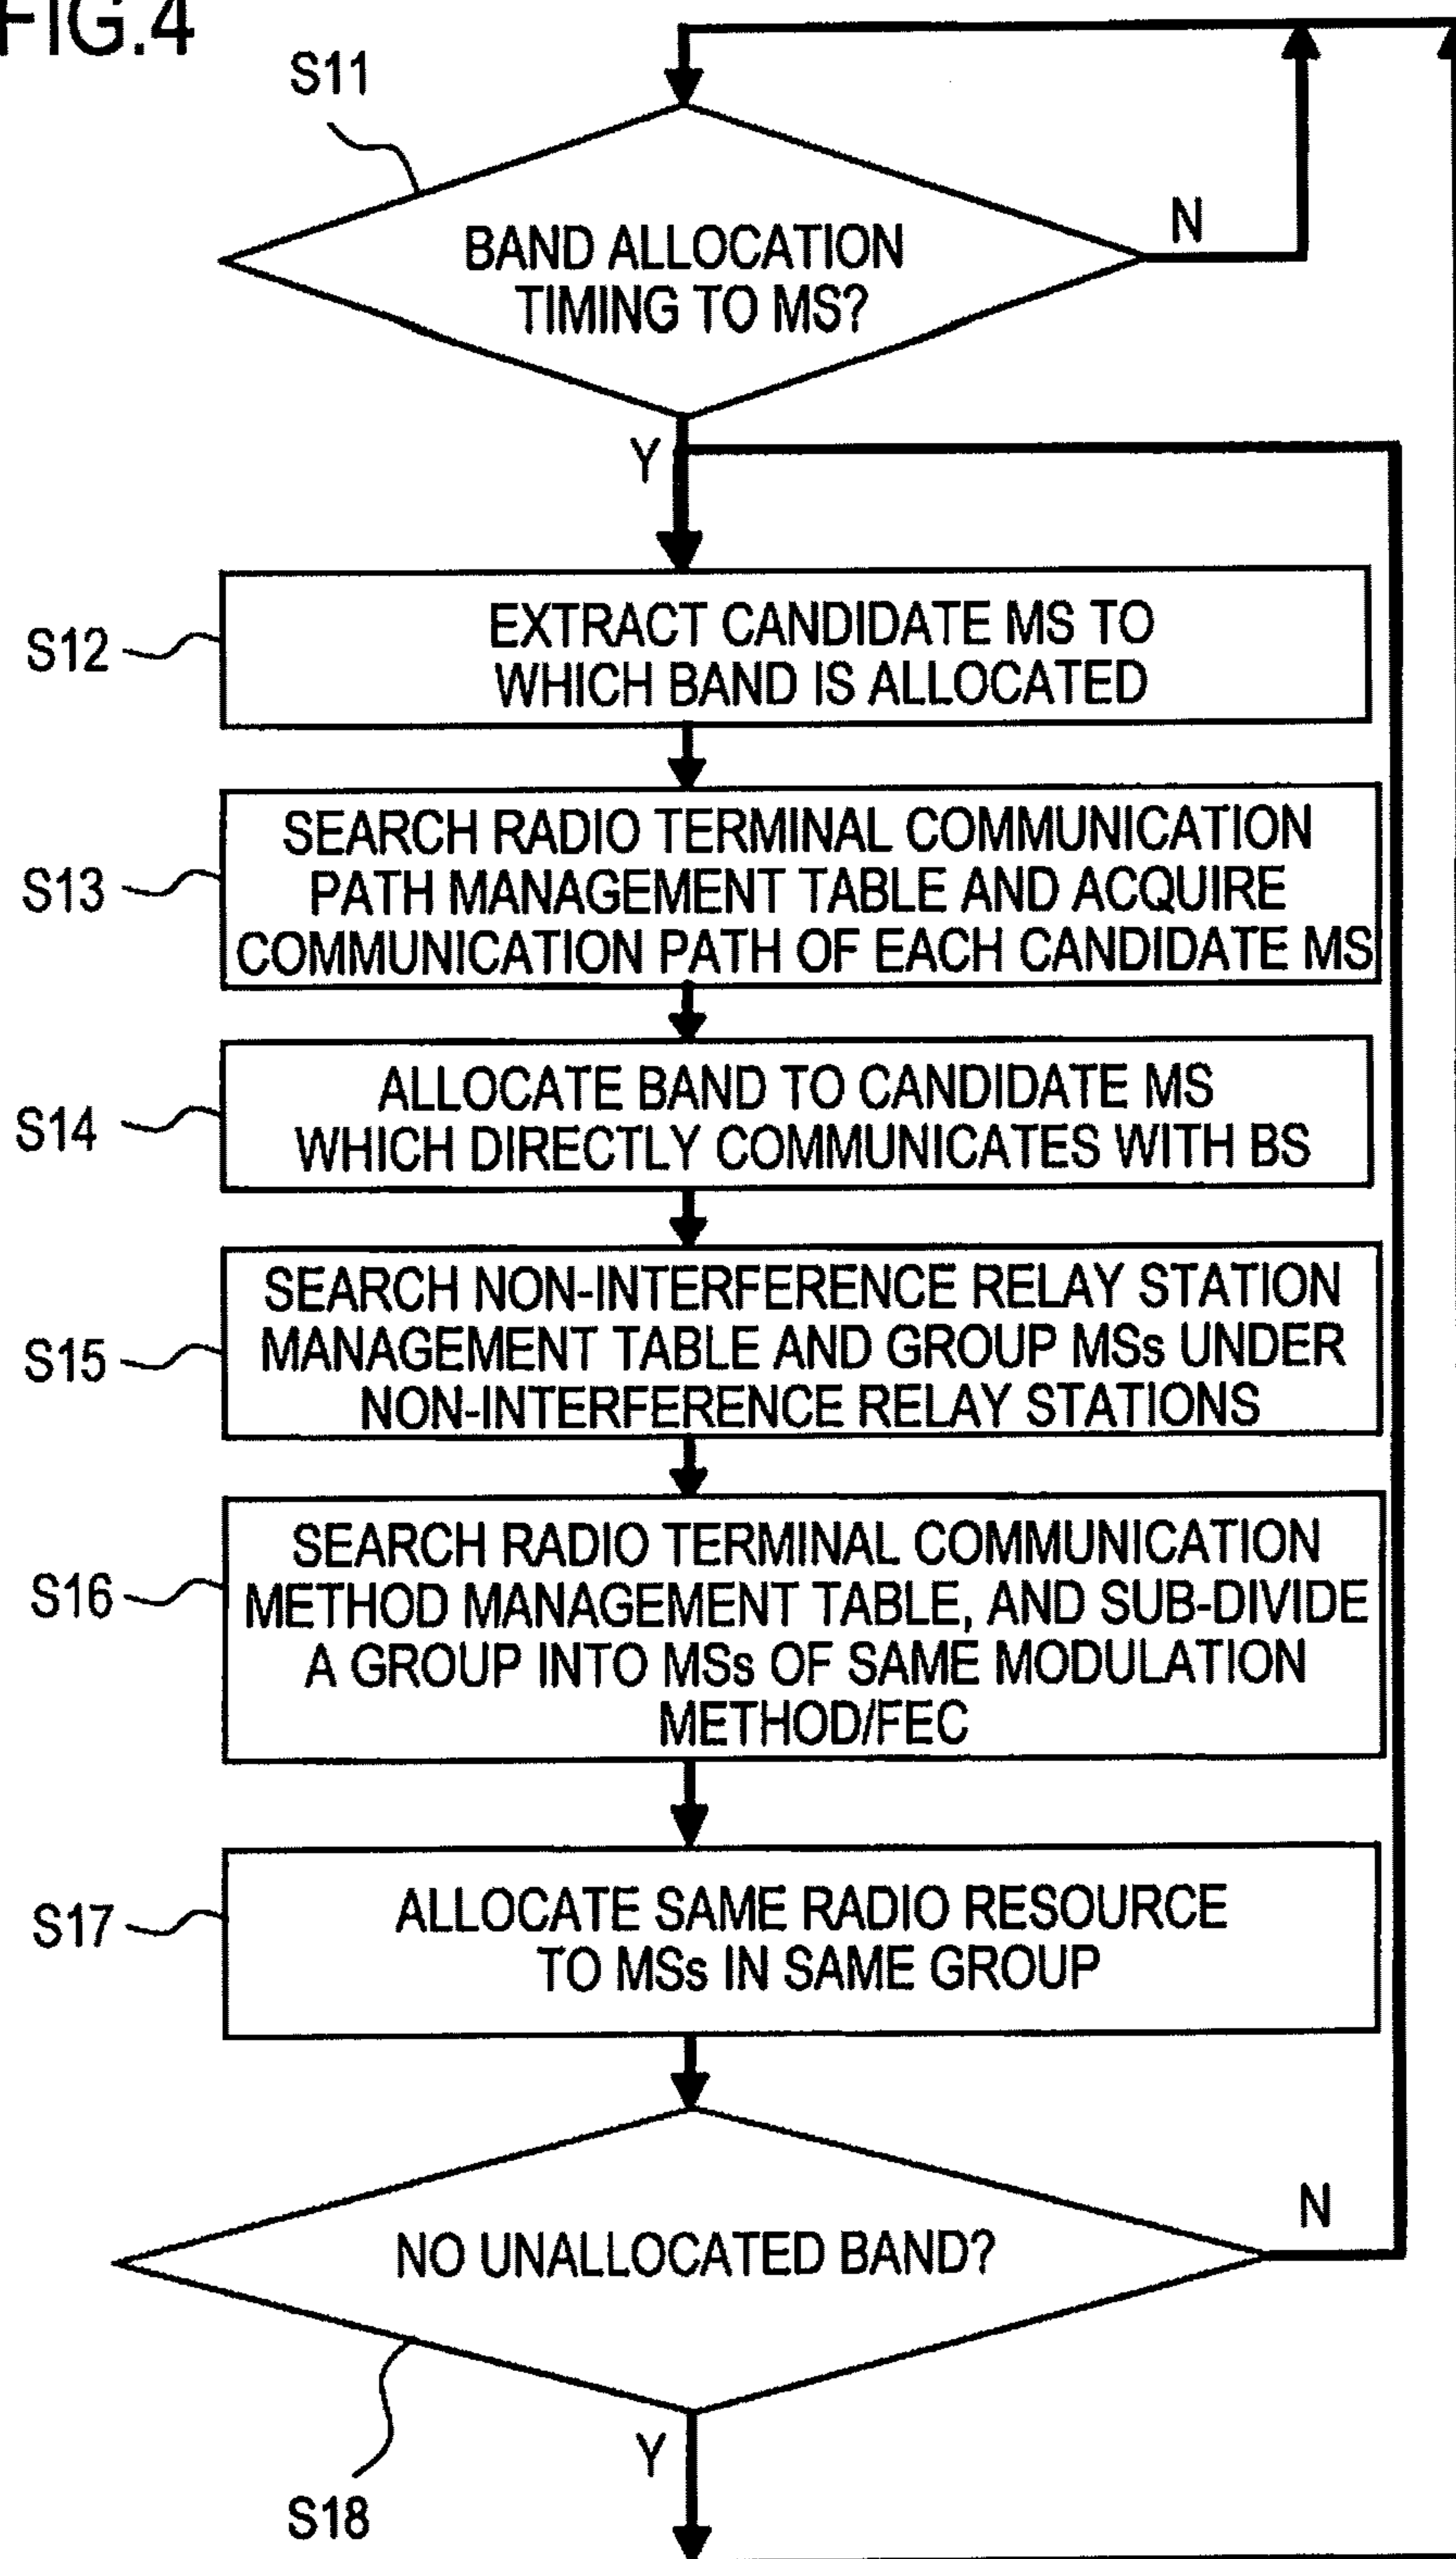 FIG.4
S11
BAND ALLOCATION
TIMING TO MS?
N
Y
S12
EXTRACT CANDIDATE MS TO
WHICH BAND IS ALLOCATED
S13
SEARCH RADIO TERMINAL COMMUNICATION
PATH MANAGEMENT TABLE AND ACQUIRE
COMMUNICATION PATH OF EACH CANDIDATE MS
S14
ALLOCATE BAND TO CANDIDATE MS
WHICH DIRECTLY COMMUNICATES WITH BS
S15
SEARCH NON-INTERFERENCE RELAY STATION
MANAGEMENT TABLE AND GROUP MSs UNDER
NON-INTERFERENCE RELAY STATIONS
S16
SEARCH RADIO TERMINAL COMMUNICATION
METHOD MANAGEMENT TABLE, AND SUB-DIVIDE
A GROUP INTO MSs OF SAME MODULATION
METHOD/FEC
S17
ALLOCATE SAME RADIO RESOURCE
TO MSs IN SAME GROUP
NO UNALLOCATED BAND?
N
Y
S18